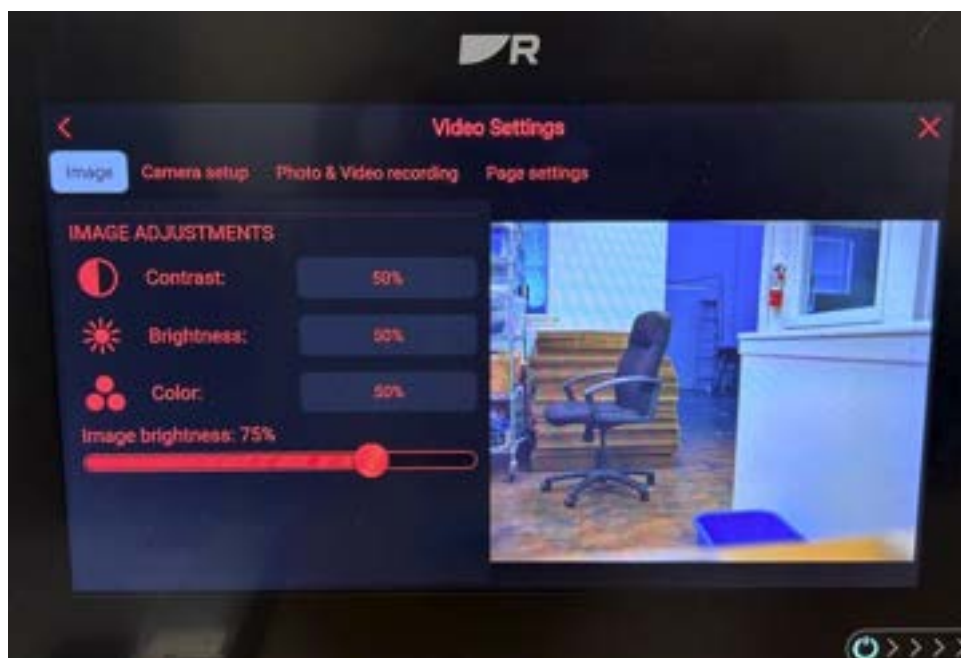 R
Video Settings
Image Camera setup Photo & Video recording Page settings
IMAGE ADJUSTMENTS
Contrast: 50%
Brightness: 50%
Color: 50%
Image brightness: 75%